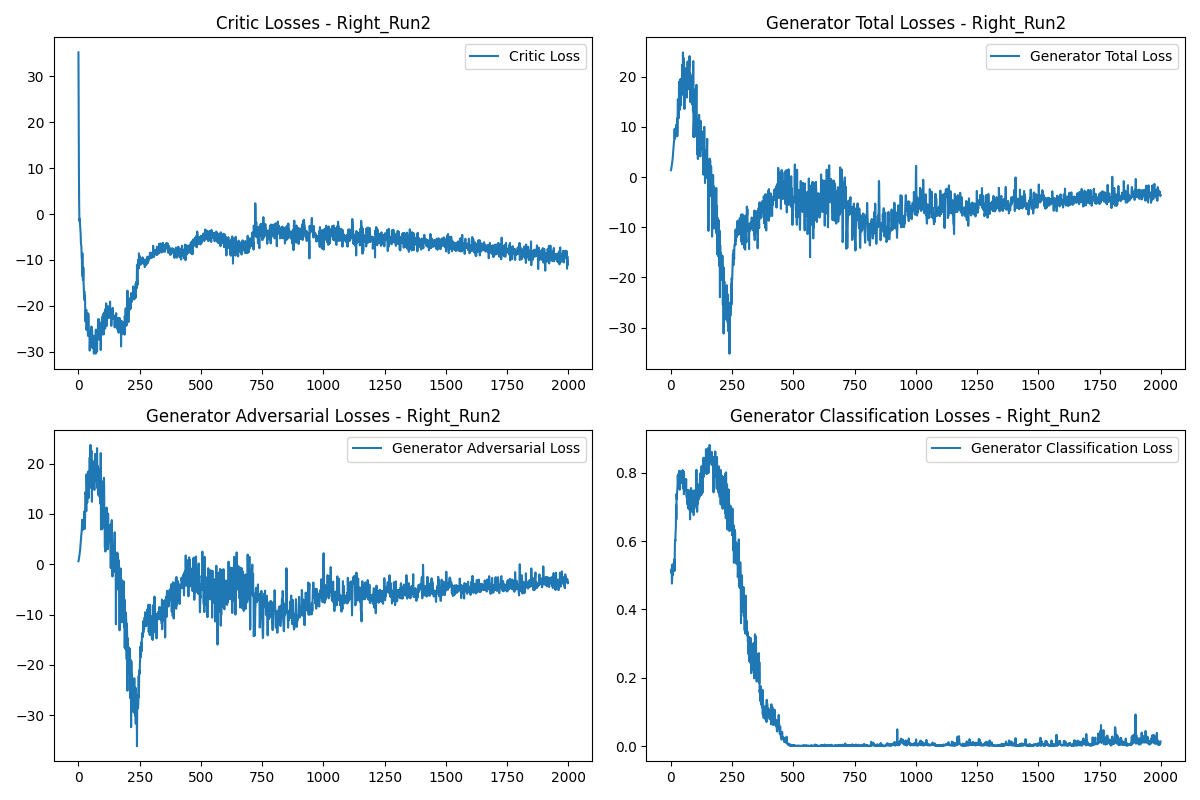 Critic Losses - Right_Run2
Critic Loss
30
20
10
0
−10
−20
−30
0 250 500 750 1000 1250 1500 1750 2000
Generator Total Losses - Right_Run2
Generator Total Loss
20
10
0
−10
−20
−30
0 250 500 750 1000 1250 1500 1750 2000
Generator Adversarial Losses - Right_Run2
Generator Adversarial Loss
20
10
0
−10
−20
−30
0 250 500 750 1000 1250 1500 1750 2000
Generator Classification Losses - Right_Run2
Generator Classification Loss
0.8
0.6
0.4
0.2
0.0
0 250 500 750 1000 1250 1500 1750 2000